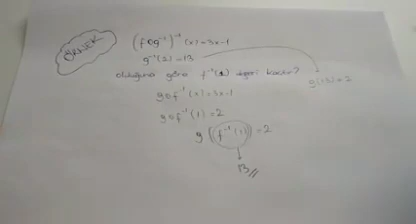 ÖRNEK
(fog⁻¹)⁻¹(x)=3x-1
g⁻¹(2)=13
olduğuna göre f⁻¹(1) değeri kaçtır?
g(13)=2
gof⁻¹(x)=3x-1
gof⁻¹(1)=2
g(f⁻¹(1))=2
13//